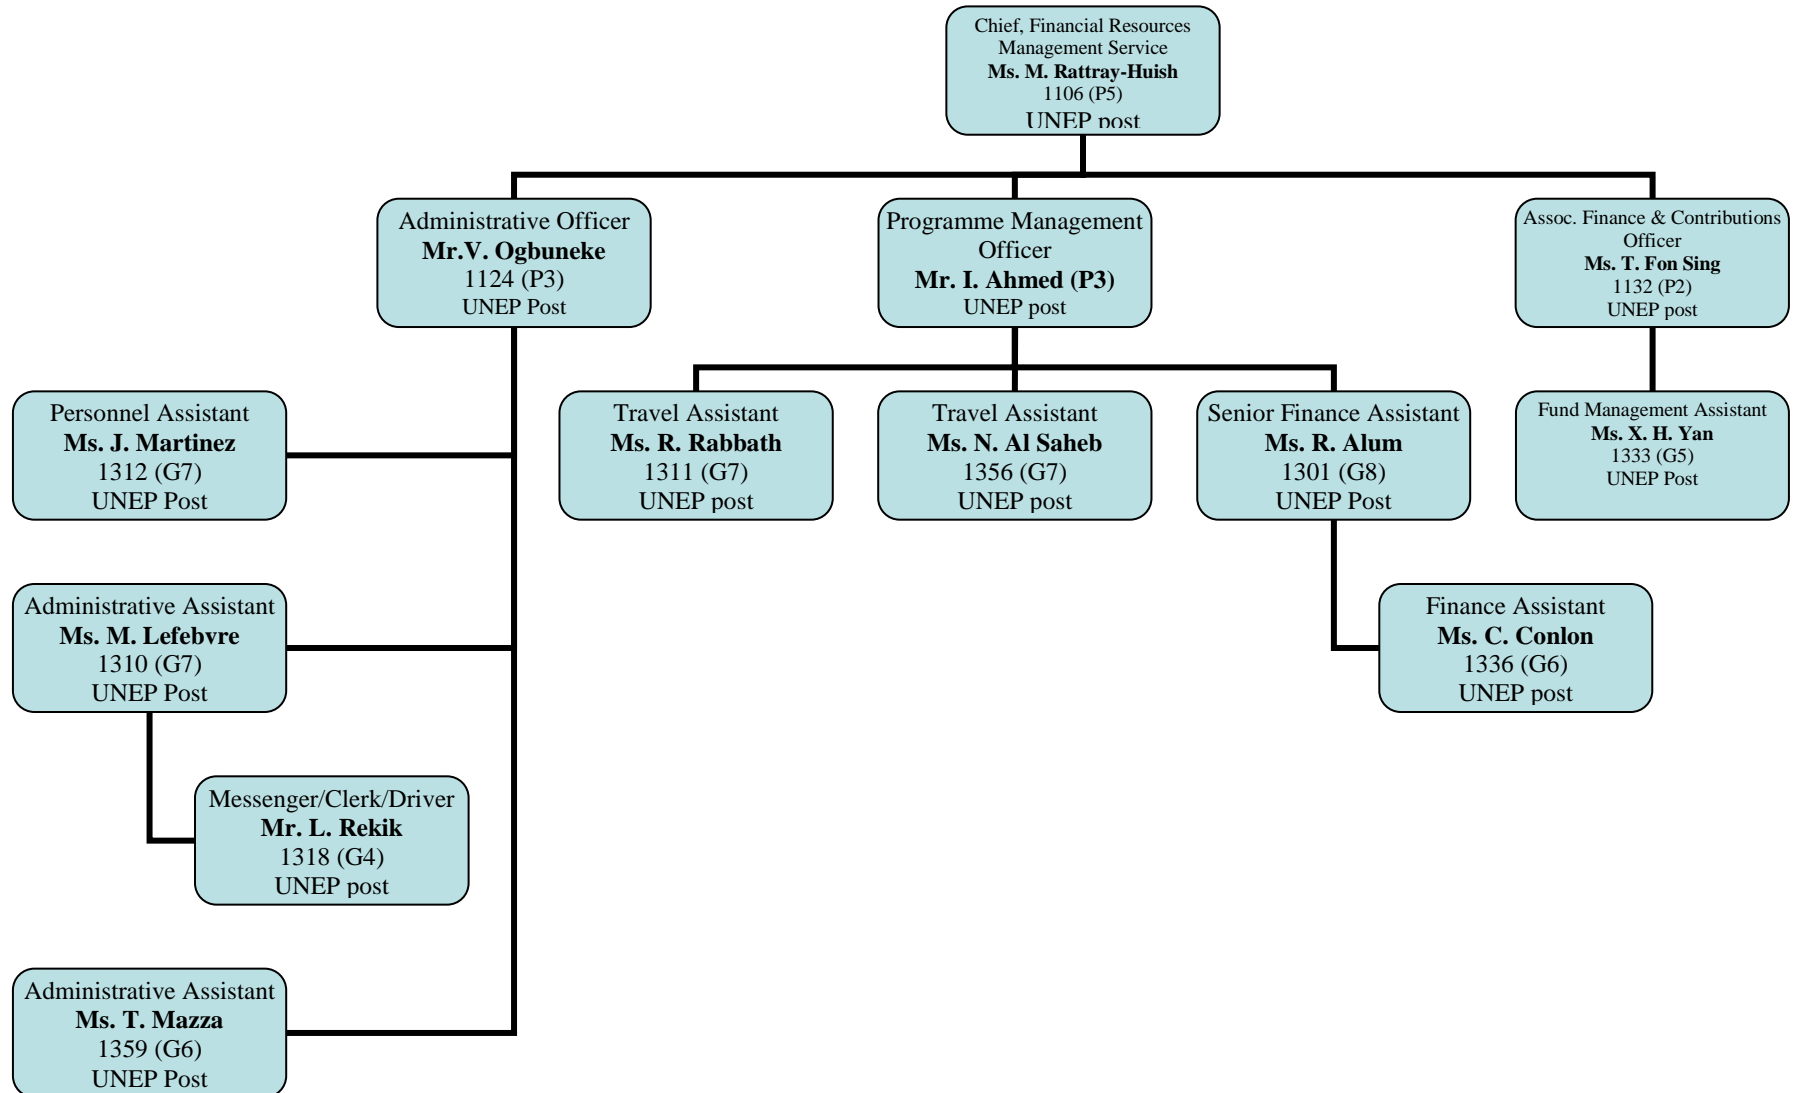 Chief, Financial Resources
Management Service
Ms. M. Rattray-Huish
1106 (P5)
UNEP post
Administrative Officer
Mr.V. Ogbuneke
1124 (P3)
UNEP Post
Programme Management
Officer
Mr. I. Ahmed (P3)
UNEP post
Assoc. Finance & Contributions
Officer
Ms. T. Fon Sing
1132 (P2)
UNEP post
Personnel Assistant
Ms. J. Martinez
1312 (G7)
UNEP Post
Travel Assistant
Ms. R. Rabbath
1311 (G7)
UNEP post
Travel Assistant
Ms. N. Al Saheb
1356 (G7)
UNEP post
Senior Finance Assistant
Ms. R. Alum
1301 (G8)
UNEP Post
Fund Management Assistant
Ms. X. H. Yan
1333 (G5)
UNEP Post
Administrative Assistant
Ms. M. Lefebvre
1310 (G7)
UNEP Post
Finance Assistant
Ms. C. Conlon
1336 (G6)
UNEP post
Messenger/Clerk/Driver
Mr. L. Rekik
1318 (G4)
UNEP post
Administrative Assistant
Ms. T. Mazza
1359 (G6)
UNEP Post